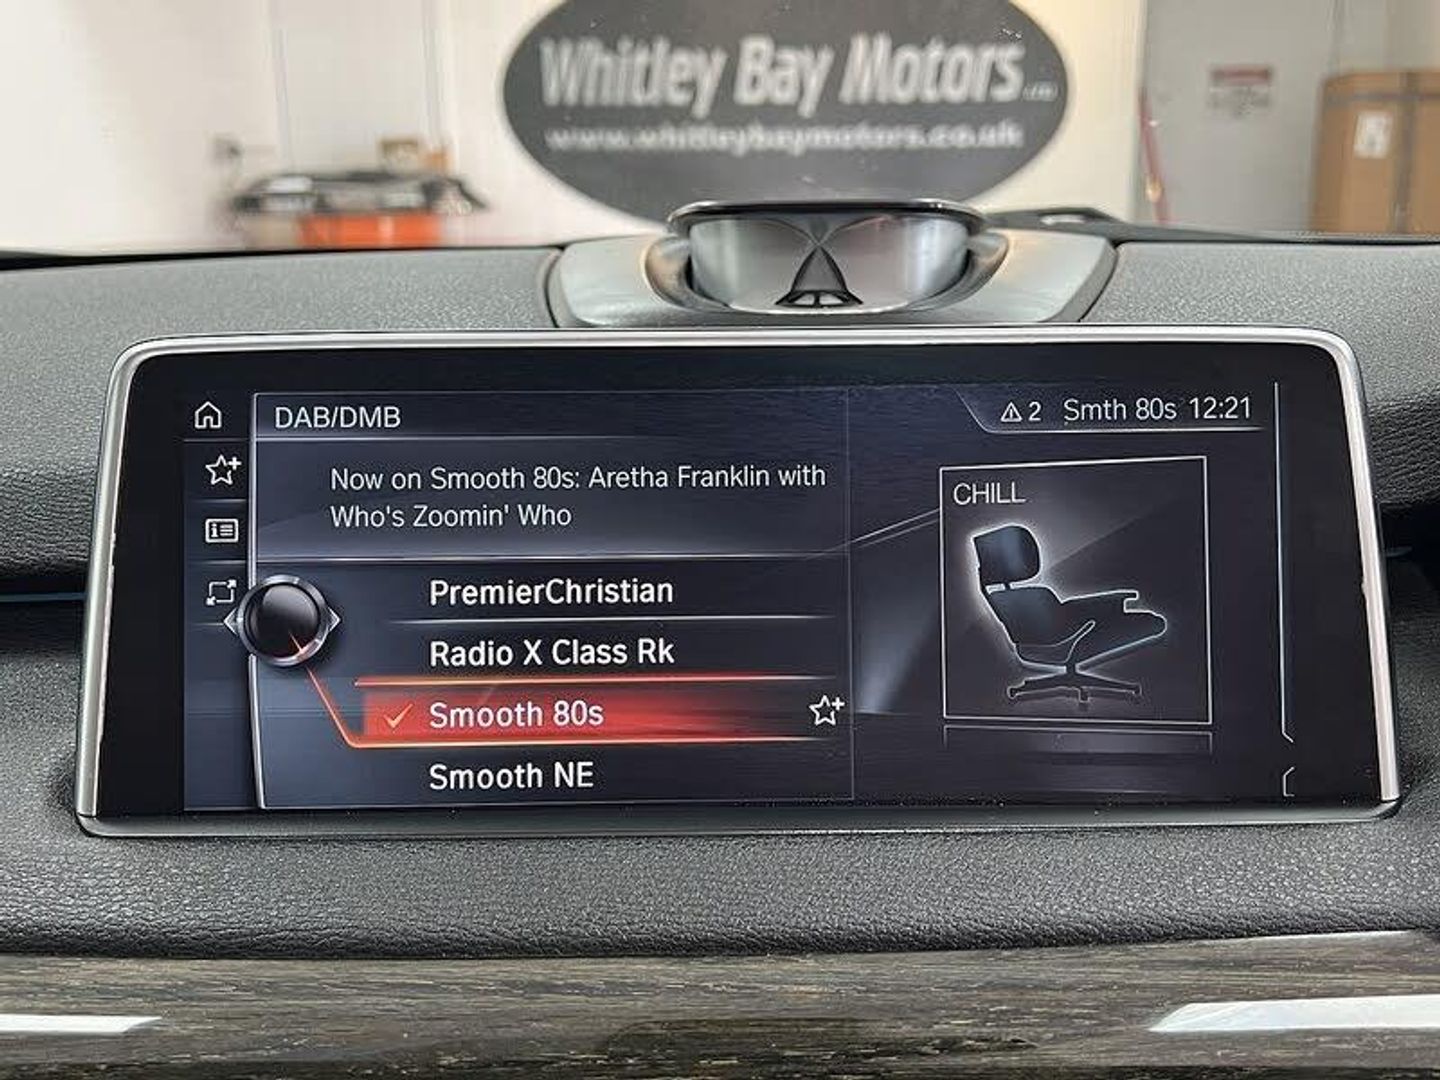 Whitley Bay Motors
www.whitleybaymotors.co.uk
DAB/DMB
2 Smth 80s 12:21
Now on Smooth 80s: Aretha Franklin with
Who's Zoomin' Who
CHILL
PremierChristian
Radio X Class Rk
Smooth 80s
Smooth NE